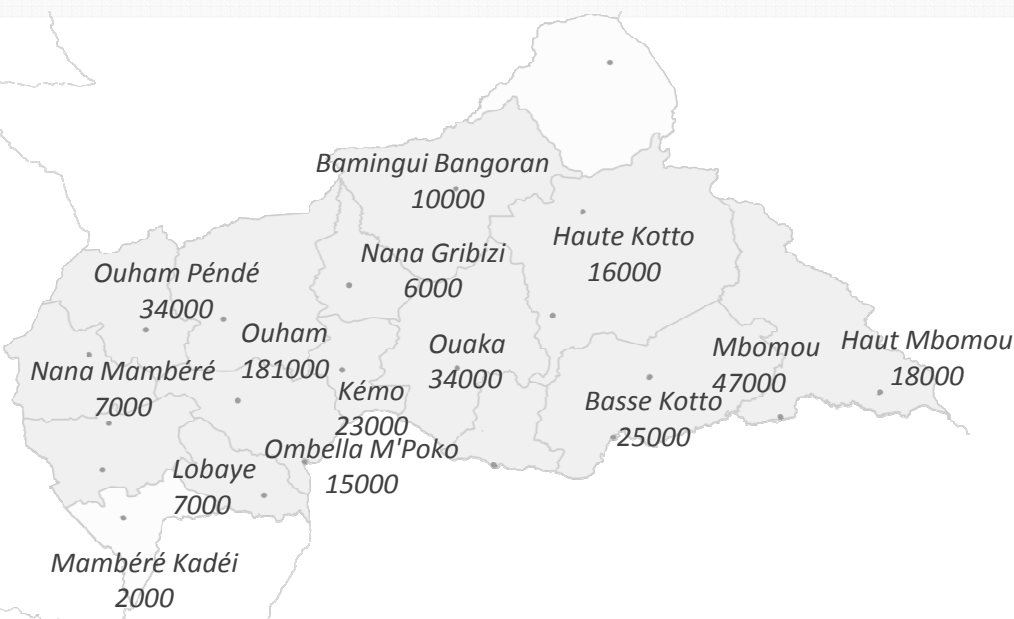 Bamingui Bangoran
10000
Haute Kotto
16000
Nana Gribizi
6000
Ouham Péndé
34000
Ouham
181000
Ouaka
34000
Mbomou
47000
Haut Mbomou
18000
Nana Mambéré
7000
Kémo
23000
Basse Kotto
25000
Ombella M'Poko
15000
Lobaye
7000
Mambéré Kadéi
2000